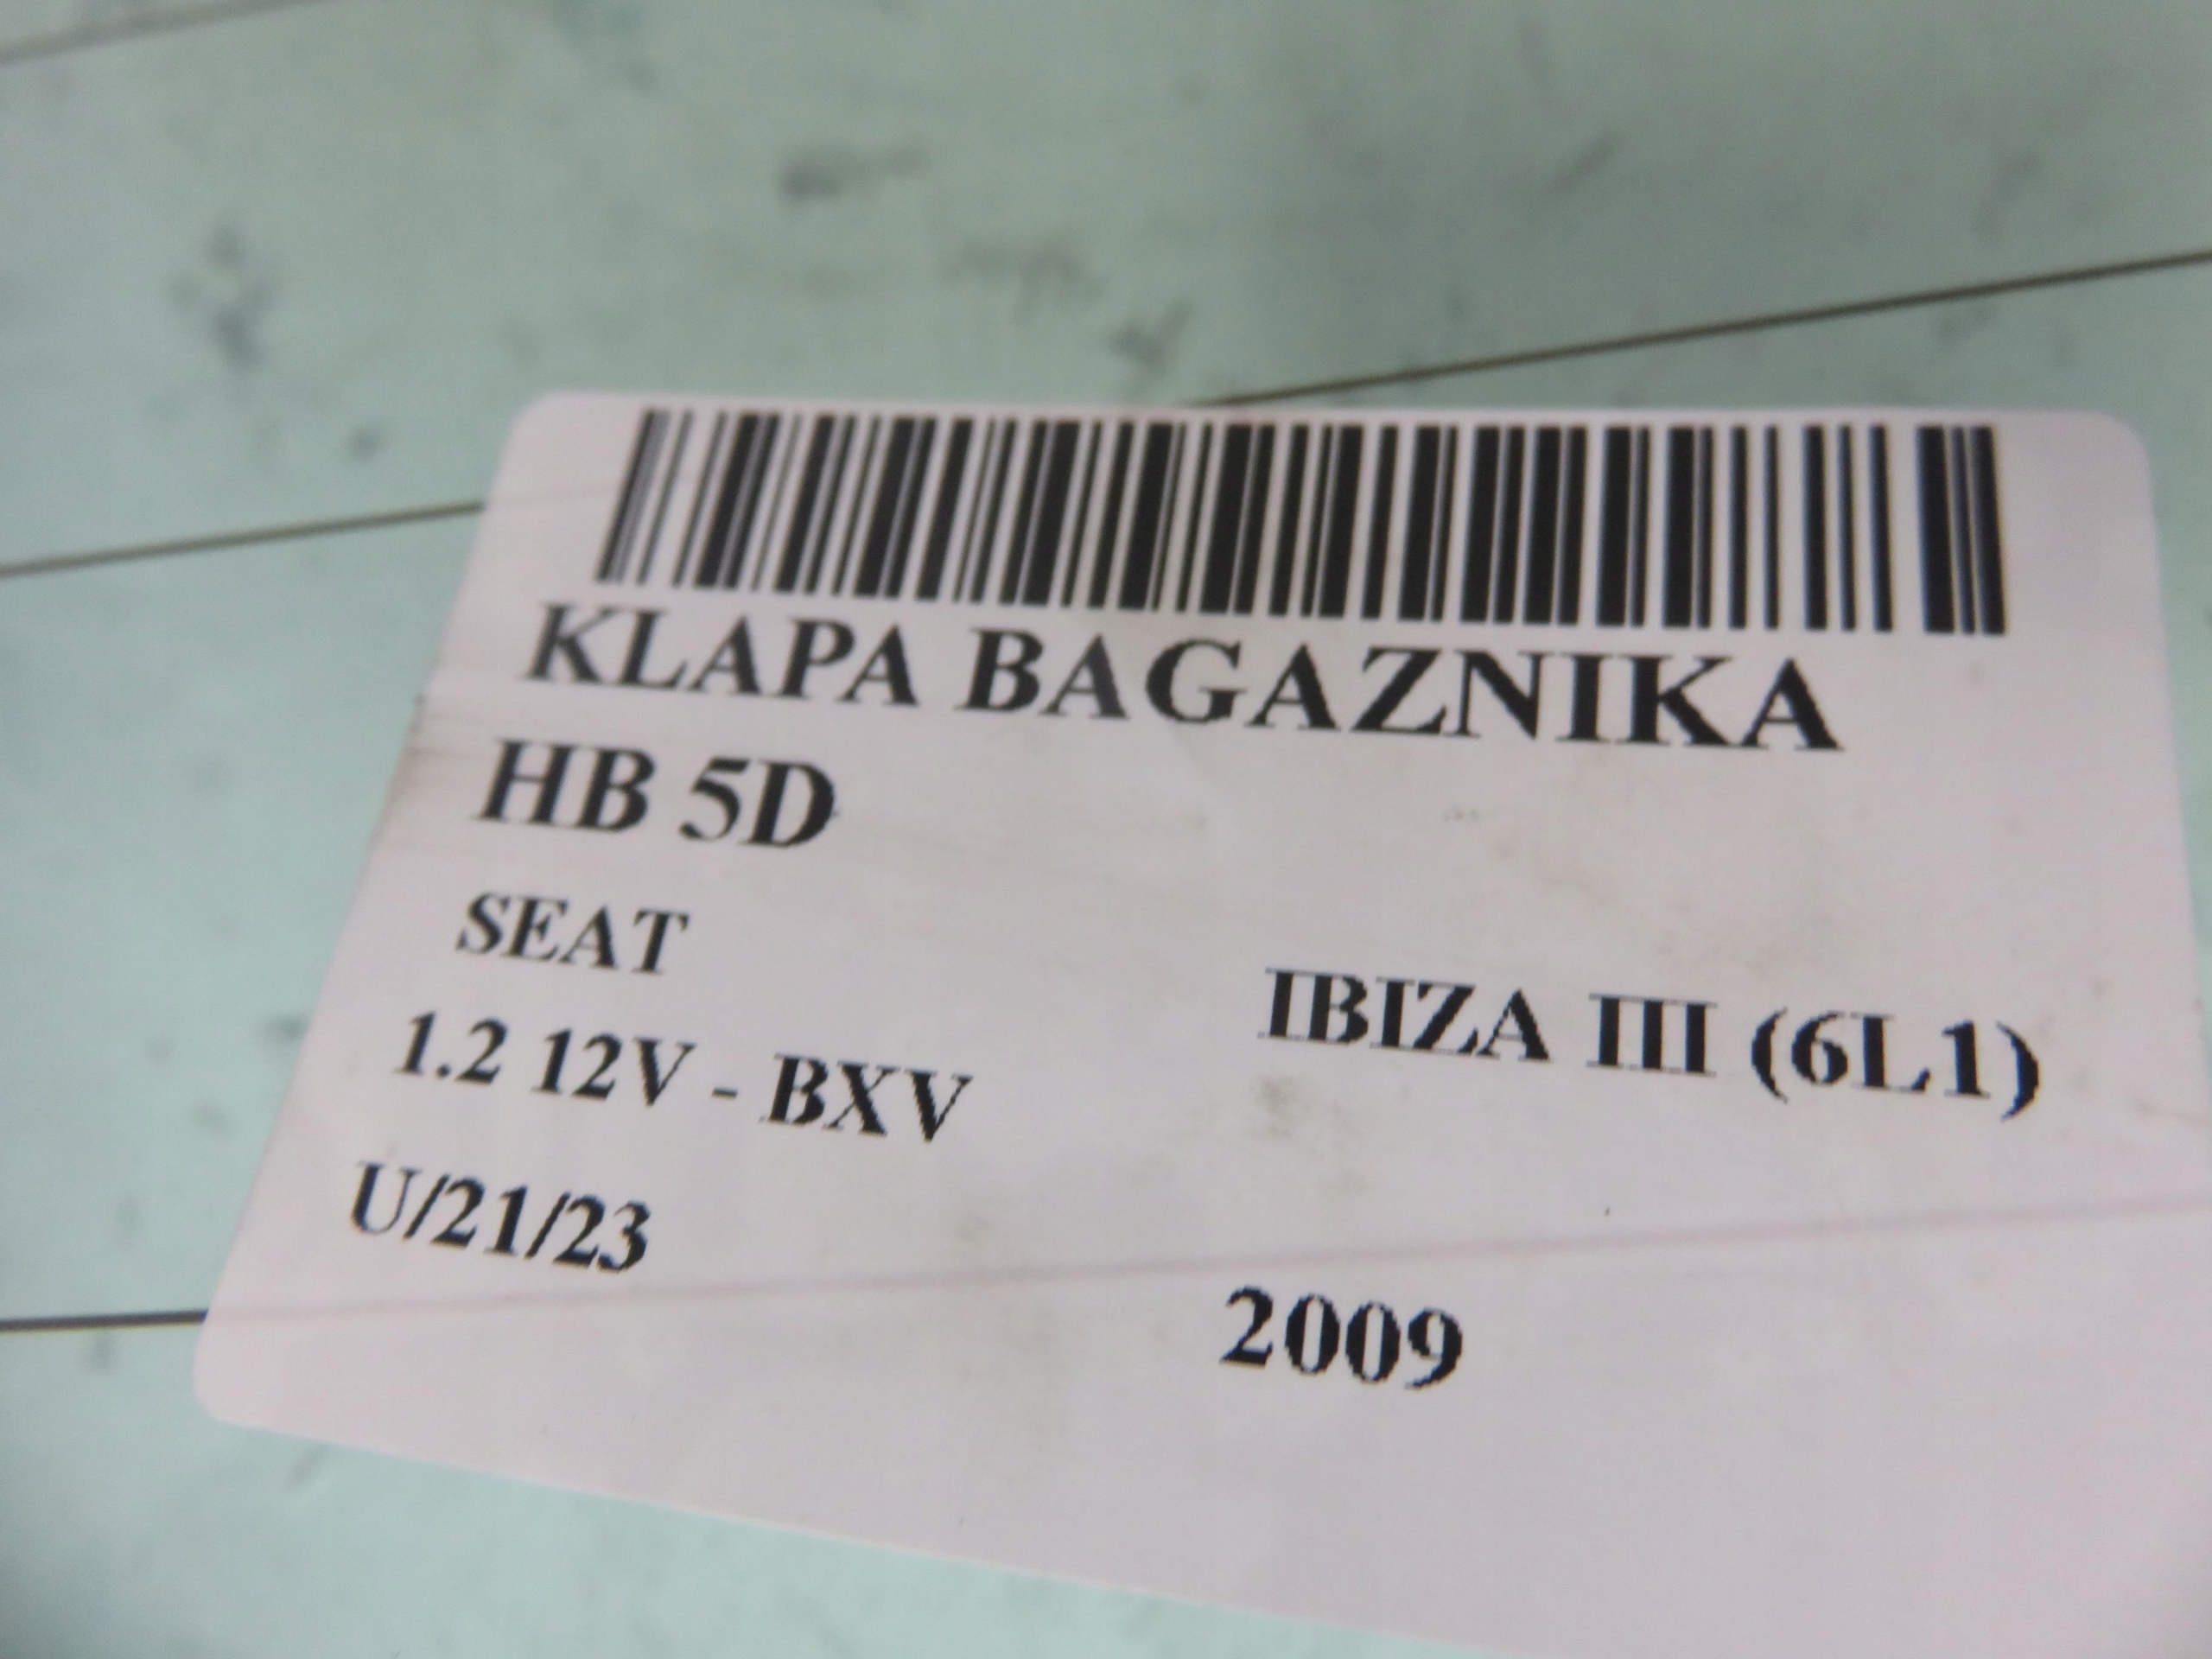 KLAPA BAGAZNIKA
HB 5D
SEAT
IBIZA III (6L1)
1.2 12V - BXV
U/21/23
2009